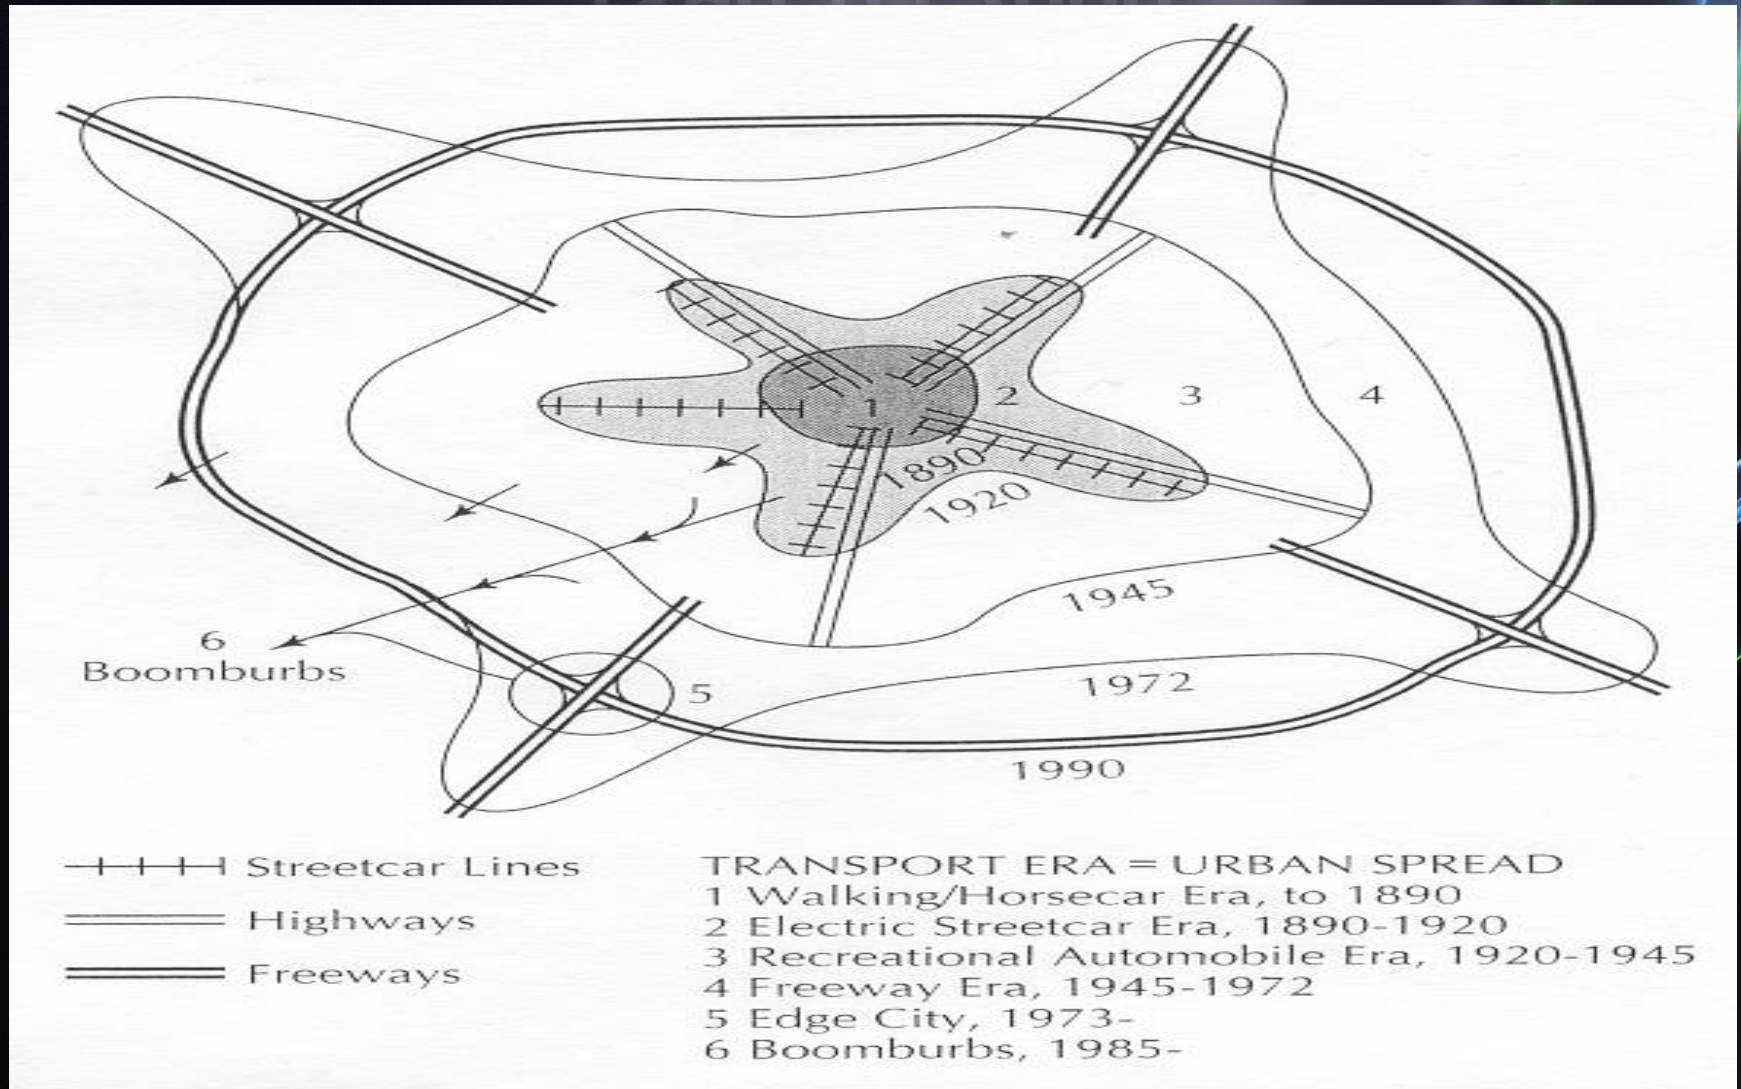 1
2
3
4
1890
1920
1945
6
Boomburbs
5
1972
1990
Streetcar Lines
Highways
Freeways
TRANSPORT ERA = URBAN SPREAD
1 Walking/Horsecar Era, to 1890
2 Electric Streetcar Era, 1890-1920
3 Recreational Automobile Era, 1920-1945
4 Freeway Era, 1945-1972
5 Edge City, 1973-
6 Boomburbs, 1985-